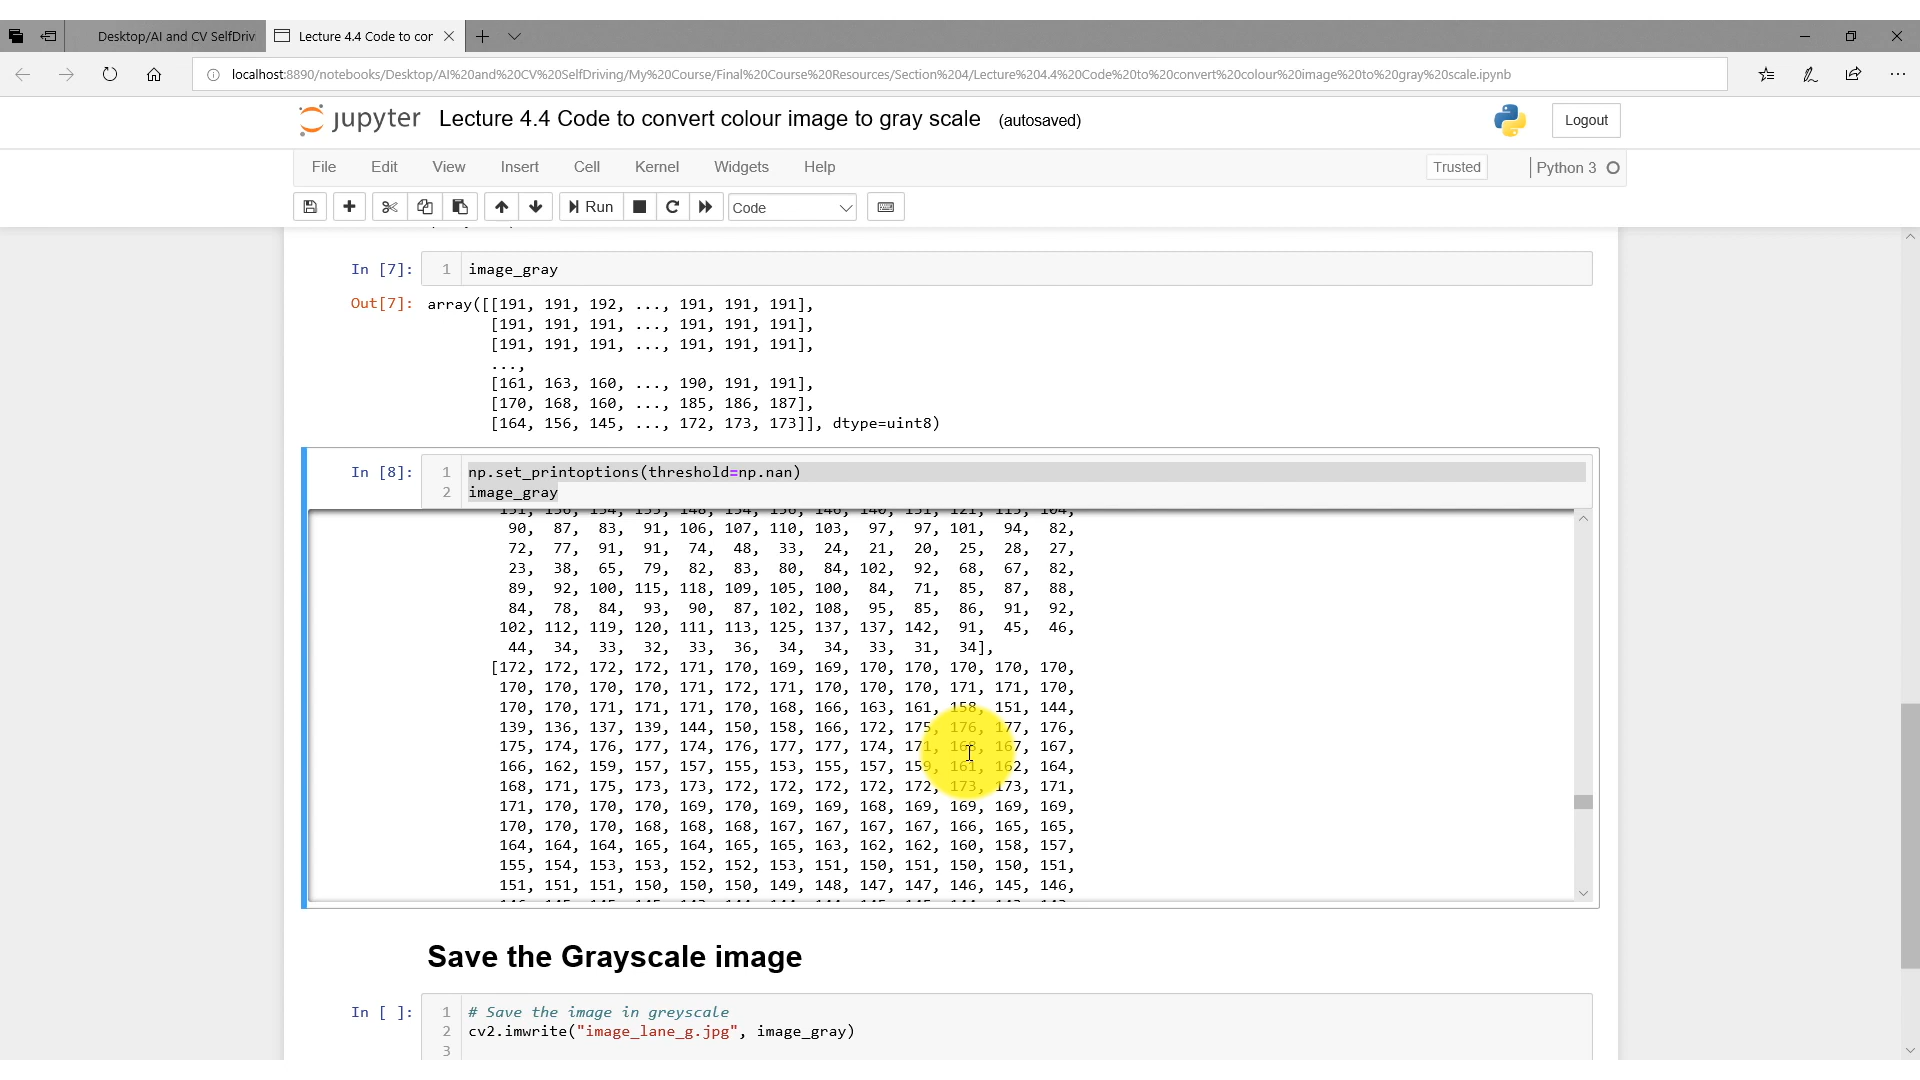 Desktop/AI and CV SelfDriv
Lecture 4.4 Code to cor
localhost:8890/notebooks/Desktop/AI%20and%20CV%20SelfDriving/My%20Course/Final%20Course%20Resources/Section%204/Lecture%204.4%20Code%20to%20convert%20colour%20image%20to%20gray%20scale.ipynb
jupyter Lecture 4.4 Code to convert colour image to gray scale (autosaved)
Logout
File Edit View Insert Cell Kernel Widgets Help Trusted Python 3
Run Code
In [7]: 1 image_gray
Out[7]: array([[191, 191, 192, ..., 191, 191, 191],
[191, 191, 191, ..., 191, 191, 191],
[191, 191, 191, ..., 191, 191, 191],
...,
[161, 163, 160, ..., 190, 191, 191],
[170, 168, 160, ..., 185, 186, 187],
[164, 156, 145, ..., 172, 173, 173]], dtype=uint8)
In [8]: 1 np.set_printoptions(threshold=np.nan)
2 image_gray
90, 87, 83, 91, 106, 107, 110, 103, 97, 97, 101, 94, 82,
72, 77, 91, 91, 74, 48, 33, 24, 21, 20, 25, 28, 27,
23, 38, 65, 79, 82, 83, 80, 84, 102, 92, 68, 67, 82,
89, 92, 100, 115, 118, 109, 105, 100, 84, 71, 85, 87, 88,
84, 78, 84, 93, 90, 87, 102, 108, 95, 85, 86, 91, 92,
102, 112, 119, 120, 111, 113, 125, 137, 137, 142, 91, 45, 46,
44, 34, 33, 32, 33, 36, 34, 34, 33, 31, 34],
[172, 172, 172, 172, 171, 170, 169, 169, 170, 170, 170, 170, 170,
170, 170, 170, 170, 171, 172, 171, 170, 170, 170, 171, 171, 170,
170, 170, 171, 171, 171, 170, 168, 166, 163, 161, 158, 151, 144,
139, 136, 137, 139, 144, 150, 158, 166, 172, 175, 176, 177, 176,
175, 174, 176, 177, 174, 176, 177, 177, 174, 171, 168, 167, 167,
166, 162, 159, 157, 157, 155, 153, 155, 157, 159, 161, 162, 164,
168, 171, 175, 173, 173, 172, 172, 172, 172, 172, 173, 173, 171,
171, 170, 170, 170, 169, 170, 169, 169, 168, 169, 169, 169, 169,
170, 170, 170, 168, 168, 168, 167, 167, 167, 167, 166, 165, 165,
164, 164, 164, 165, 164, 165, 165, 163, 162, 162, 160, 158, 157,
155, 154, 153, 153, 152, 152, 153, 151, 150, 151, 150, 150, 151,
151, 151, 151, 150, 150, 150, 149, 148, 147, 147, 146, 145, 146,
Save the Grayscale image
In [ ]: 1 # Save the image in greyscale
2 cv2.imwrite("image_lane_g.jpg", image_gray)
3